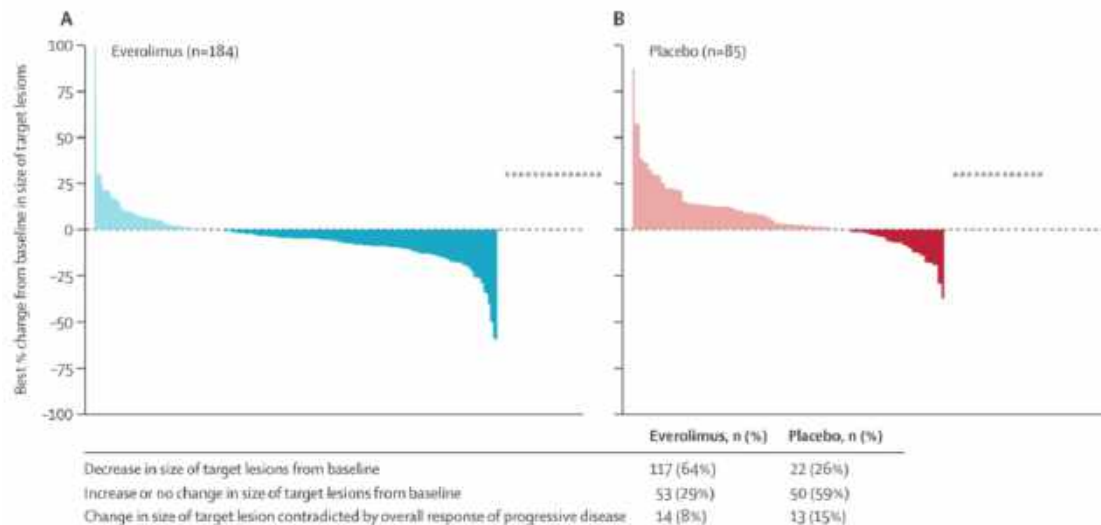 A
B
Everolimus (n=184)
Placebo (n=85)
Best % change from baseline in size of target lesions
100
75
50
25
0
-25
-50
-75
-100
Everolimus, n (%) Placebo, n (%)
Decrease in size of target lesions from baseline 117 (64%) 22 (26%)
Increase or no change in size of target lesions from baseline 53 (29%) 50 (59%)
Change in size of target lesion contradicted by overall response of progressive disease 14 (8%) 13 (15%)